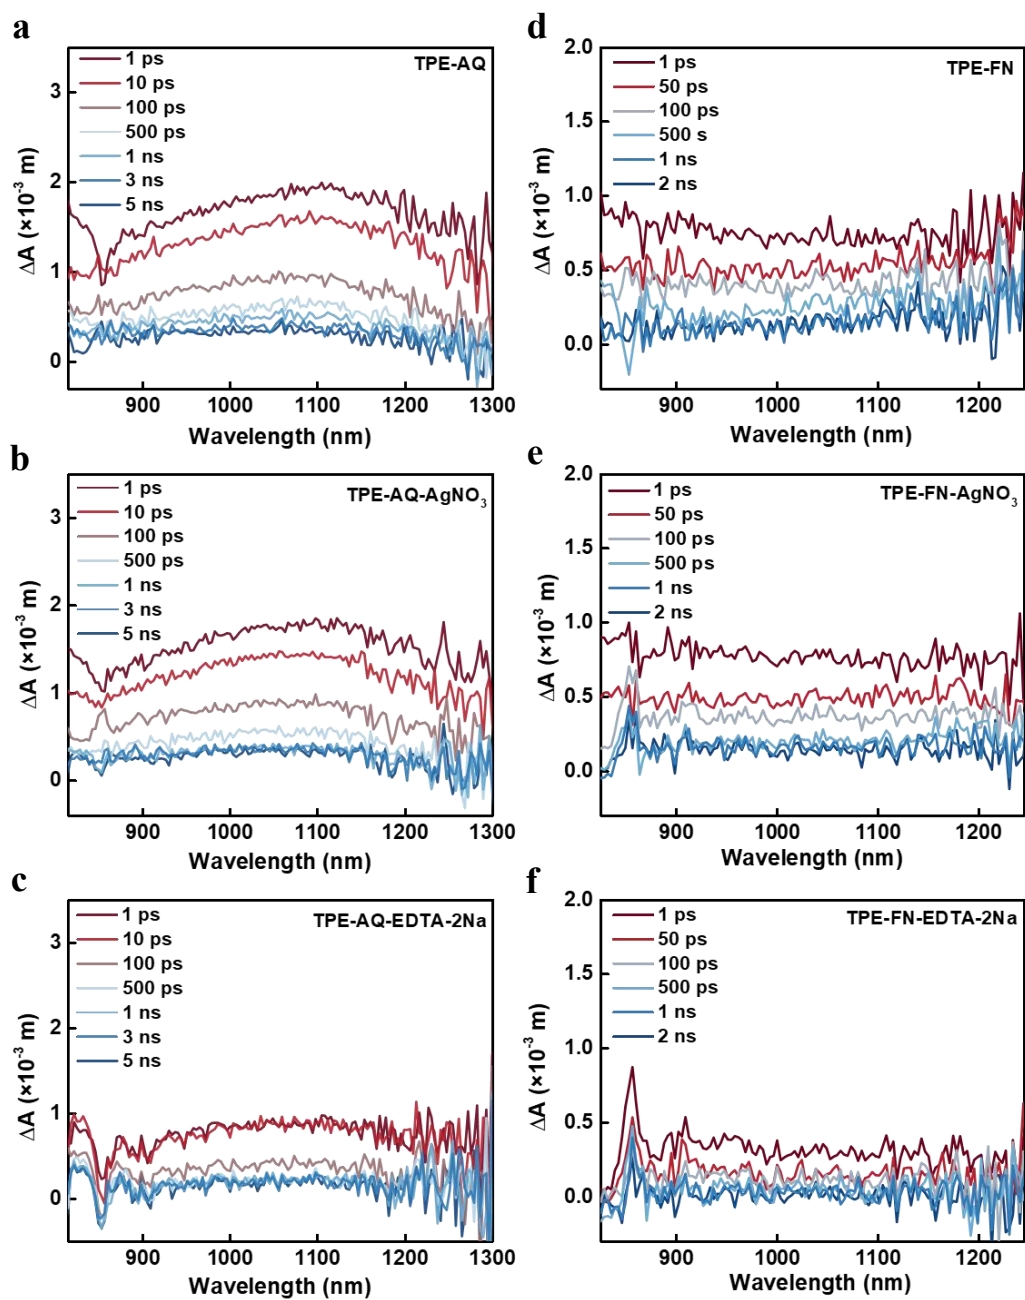 a
TPE-AQ
1 ps
10 ps
100 ps
500 ps
1 ns
3 ns
5 ns
3
2
1
0
ΔA (×10⁻³ m)
900 1000 1100 1200 1300
Wavelength (nm)
d
TPE-FN
1 ps
50 ps
100 ps
500 s
1 ns
2 ns
2.0
1.5
1.0
0.5
0.0
ΔA (×10⁻³ m)
900 1000 1100 1200
Wavelength (nm)
b
TPE-AQ-AgNO₃
1 ps
10 ps
100 ps
500 ps
1 ns
3 ns
5 ns
3
2
1
0
ΔA (×10⁻³ m)
900 1000 1100 1200 1300
Wavelength (nm)
e
TPE-FN-AgNO₃
1 ps
50 ps
100 ps
500 ps
1 ns
2 ns
2.0
1.5
1.0
0.5
0.0
ΔA (×10⁻³ m)
900 1000 1100 1200
Wavelength (nm)
c
TPE-AQ-EDTA-2Na
1 ps
10 ps
100 ps
500 ps
1 ns
3 ns
5 ns
3
2
1
0
ΔA (×10⁻³ m)
900 1000 1100 1200 1300
Wavelength (nm)
f
TPE-FN-EDTA-2Na
1 ps
50 ps
100 ps
500 ps
1 ns
2 ns
2.0
1.5
1.0
0.5
0.0
ΔA (×10⁻³ m)
900 1000 1100 1200
Wavelength (nm)